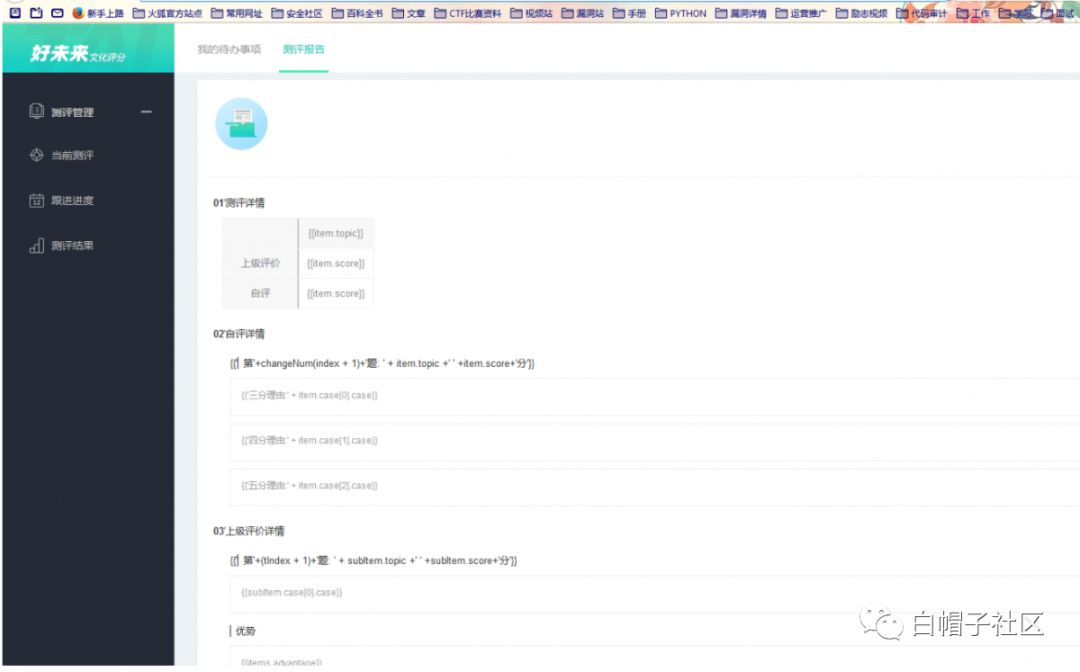 新手上路 火狐官方站点 常用网址 安全社区 百科全书 文章 CTF比赛资料 视频站 漏洞站 手册 PYTHON 漏洞详情 运营推广 励志视频 代码审计 工作 学习 面试
好未来文化评分
我的待办事项 测评报告
测评管理
当前测评
跟进进度
测评结果
01'测评详情
{{item.topic}}
上级评价 {{item.score}}
自评 {{item.score}}
02'自评详情
{{'| 第'+changeNum(index + 1)+'题: ' + item.topic +' ' +item.score+'分'}}
{{'三分理由:' + item.case[0].case}}
{{'四分理由:' + item.case[1].case}}
{{'五分理由:' + item.case[2].case}}
03'上级评价详情
{{'| 第'+(tIndex + 1)+'题: ' + subItem.topic +' ' +subItem.score+'分'}}
{{subItem.case[0].case}}
优势
{{items.advantage}}
白帽子社区